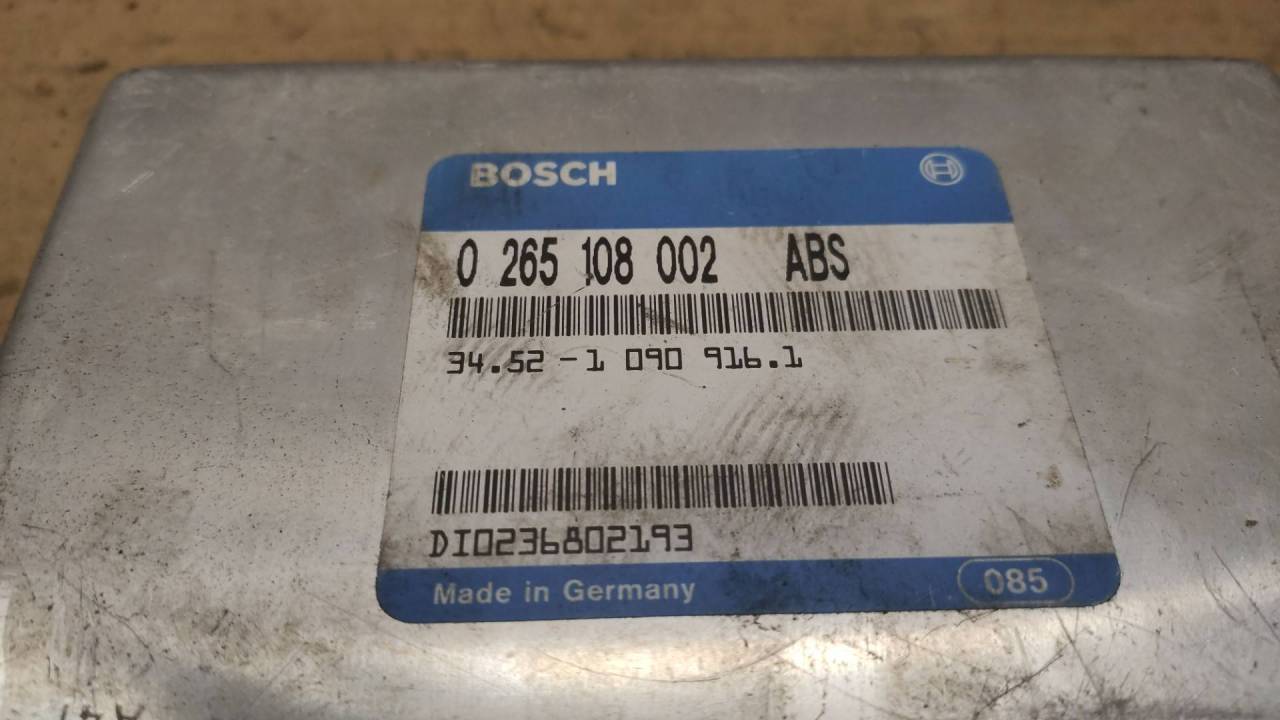 BOSCH
0 265 108 002 ABS
34.52-1 090 916.1
DI0236802193
Made in Germany 085